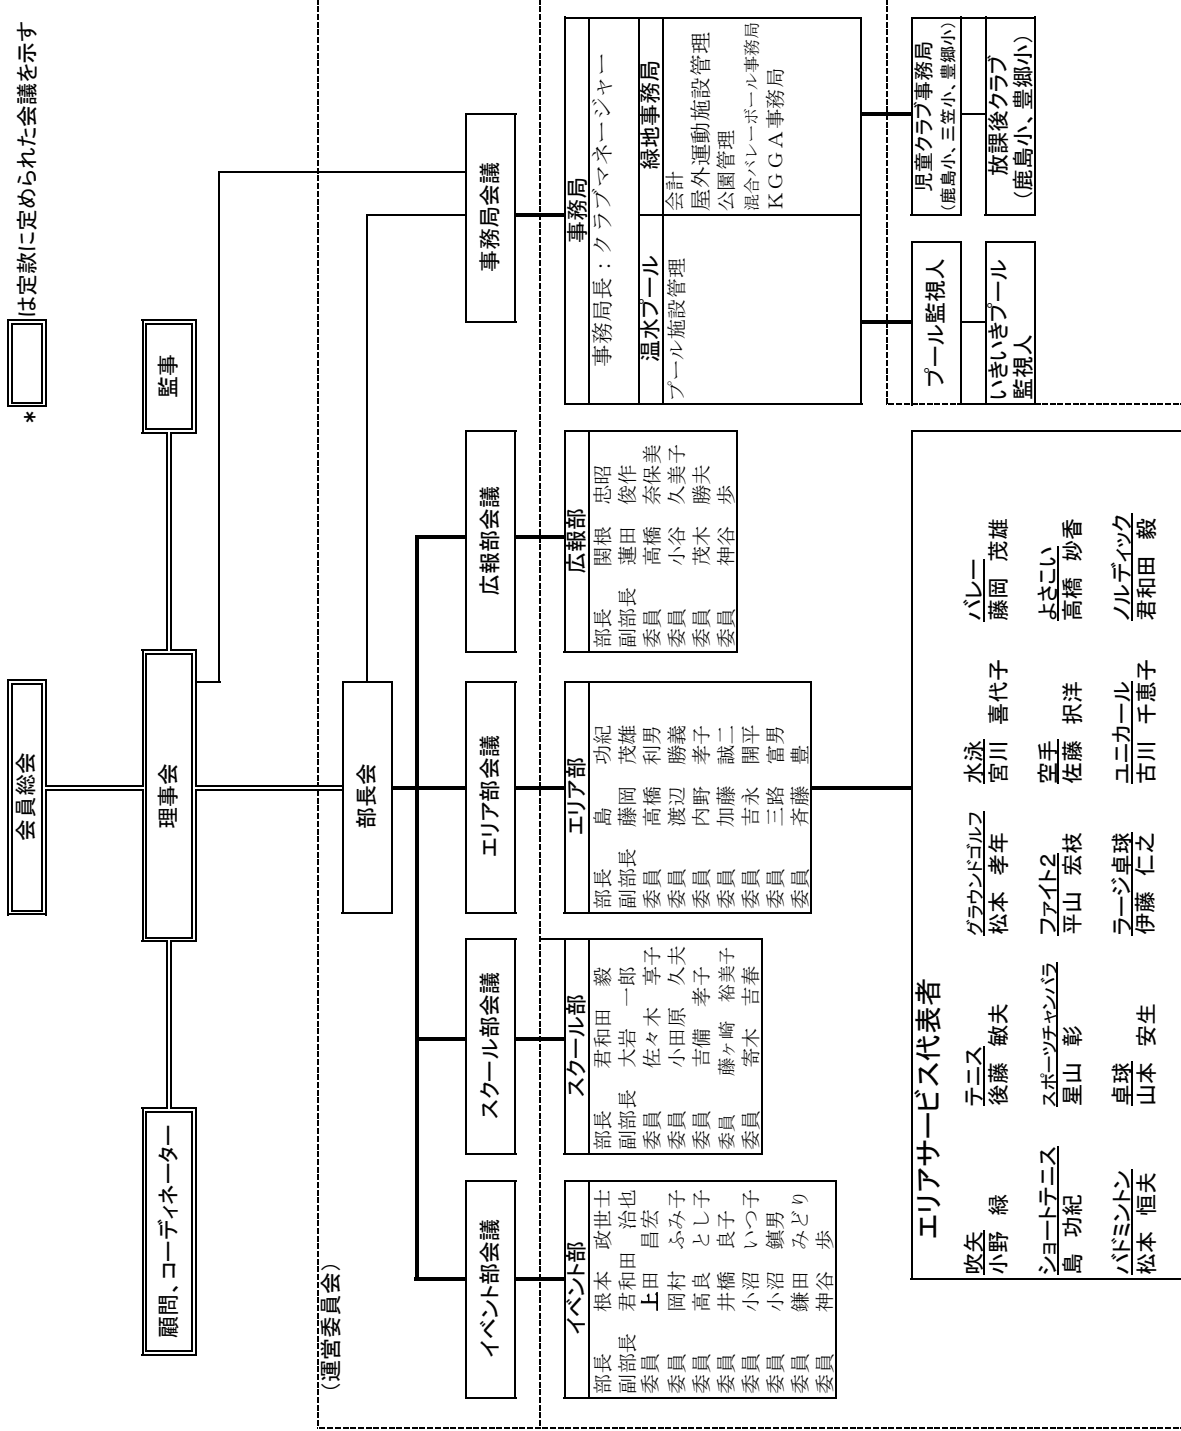 *　　は定款に定められた会議を示す
会員総会
顧問、コーディネーター
理事会
監事
(運営委員会)
部長会
イベント部会議
スクール部会議
エリア部会議
広報部会議
事務局会議
イベント部
部長 根本 政世士
副部長 君和田 治也
委員 上田 昌宏
委員 岡村 ふみ子
委員 高良 とし子
委員 井橋 良子
委員 小沼 いつ子
委員 小沼 鎮男
委員 鎌田 みどり
委員 神谷 歩
スクール部
部長 君和田 毅
副部長 大岩 一郎
委員 佐々木 享子
委員 小田原 久夫
委員 吉備 孝子
委員 藤ヶ崎 裕美子
委員 寄木 吉春
エリア部
部長 島 功紀
副部長 藤岡 茂雄
委員 高橋 利男
委員 渡辺 勝義
委員 内野 孝子
委員 加藤 誠二
委員 吉永 開平
委員 三路 富男
委員 斉藤 豊
広報部
部長 関根 忠昭
副部長 蓮田 俊作
委員 高橋 奈保美
委員 小谷 久美子
委員 茂木 勝夫
委員 神谷 歩
事務局
事務局長：クラブマネージャー
温水プール
プール施設管理
緑地事務局
会計
屋外運動施設管理
公園管理
混合バレーボール事務局
KGGA事務局
プール監視人
いきいきプール
監視人
児童クラブ事務局
(鹿島小、三笠小、豊郷小)
放課後クラブ
(鹿島小、豊郷小)
エリアサービス代表者
吹矢 テニス グラウンドゴルフ 水泳 バレー
小野 緑 後藤 敏夫 松本 孝年 宮川 喜代子 藤岡 茂雄
ショートテニス スポーツチャンバラ ファイト2 空手 よさこい
島 功紀 星山 彰 平山 宏枝 佐藤 択洋 高橋 妙香
バドミントン 卓球 ラージ卓球 ユニカール ノルディック
松本 恒夫 山本 安生 伊藤 仁之 古川 千恵子 君和田 毅